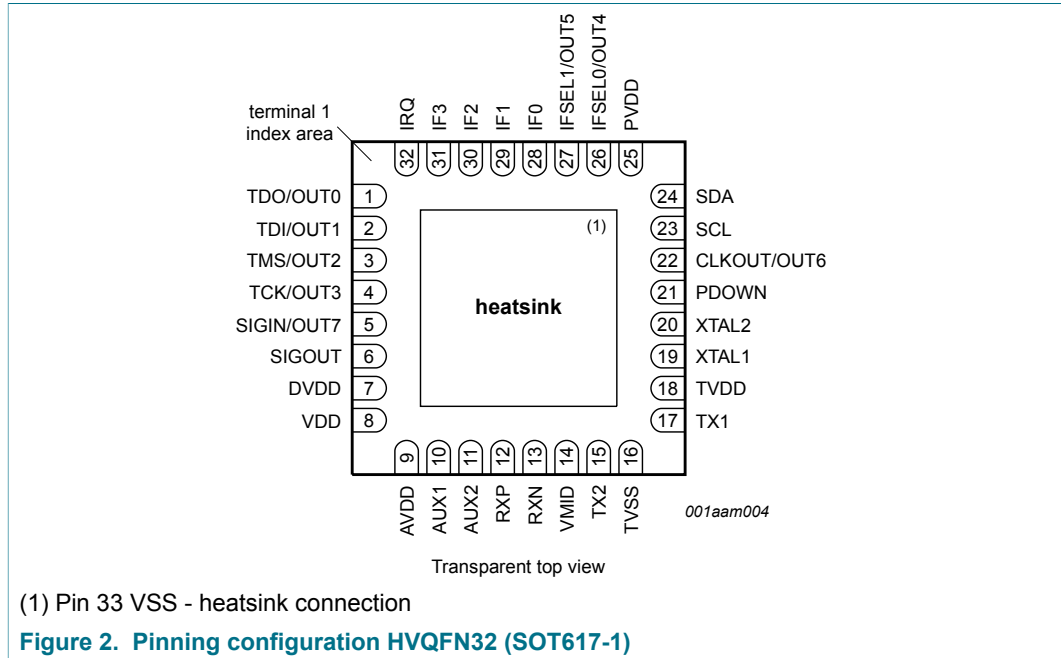 IRQ
IF3
IF2
IF1
IF0
IFSEL1/OUT5
IFSEL0/OUT4
PVDD
terminal 1
index area
32
31
30
29
28
27
26
25
TDO/OUT0 1
TDI/OUT1 2
TMS/OUT2 3
TCK/OUT3 4
SIGIN/OUT7 5
SIGOUT 6
DVDD 7
VDD 8
(1)
heatsink
24 SDA
23 SCL
22 CLKOUT/OUT6
21 PDOWN
20 XTAL2
19 XTAL1
18 TVDD
17 TX1
9
10
11
12
13
14
15
16
AVDD
AUX1
AUX2
RXP
RXN
VMID
TX2
TVSS
001aam004
Transparent top view
(1) Pin 33 VSS - heatsink connection
Figure 2. Pinning configuration HVQFN32 (SOT617-1)